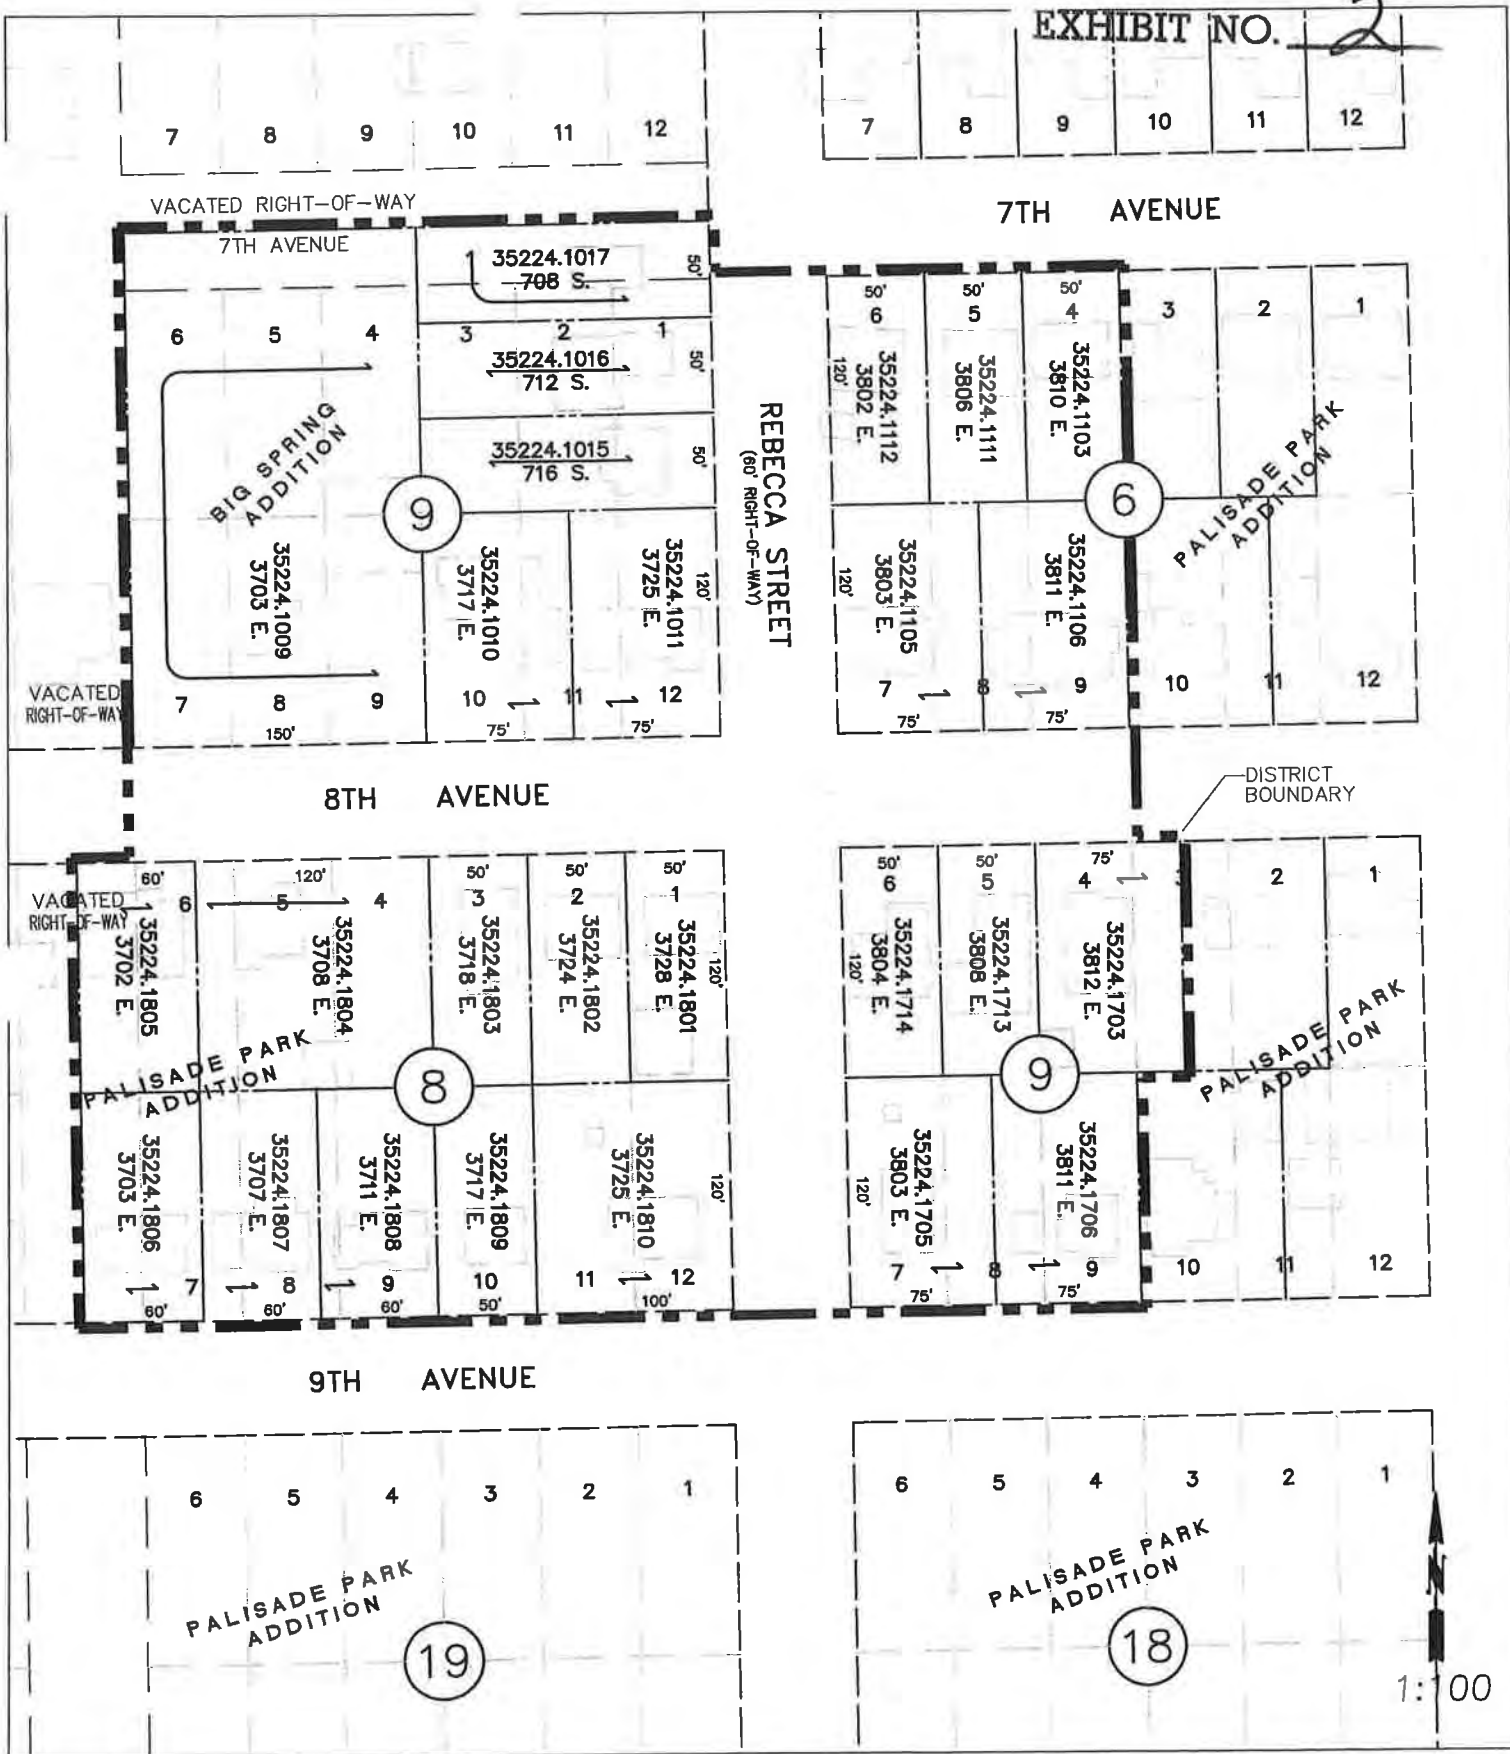 EXHIBIT NO. 2
7 8 9 10 11 12
7 8 9 10 11 12
VACATED RIGHT-OF-WAY
7TH AVENUE
7TH AVENUE
35224.1017
708 S.
50'
6 5 4 3 2 1
35224.1016
712 S.
50'
35224.1015
716 S.
50'
BIG SPRING
ADDITION
9
35224.1009
3703 E.
35224.1010
3717 E.
35224.1011
3725 E.
120'
VACATED
RIGHT-OF-WAY
7 8 9 10 11 12
150' 75' 75'
REBECCA STREET
(60' RIGHT-OF-WAY)
50' 50' 50'
6 5 4 3 2 1
120'
35224.1112
3802 E.
35224.1111
3806 E.
35224.1103
3810 E.
6
PALISADE PARK
ADDITION
120'
35224.1105
3803 E.
35224.1106
3811 E.
7 8 9 10 11 12
75' 75'
8TH AVENUE
DISTRICT
BOUNDARY
60' 120' 50' 50' 50'
VACATED
RIGHT-OF-WAY
6 5 4 3 2 1
35224.1805
3702 E.
35224.1804
3708 E.
35224.1803
3718 E.
35224.1802
3724 E.
35224.1801
3728 E.
120'
PALISADE PARK
ADDITION
8
35224.1806
3703 E.
35224.1807
3707 E.
35224.1808
3711 E.
35224.1809
3717 E.
35224.1810
3725 E.
120'
7 8 9 10 11 12
60' 60' 60' 50' 100'
50' 50' 75'
6 5 4 2 1
120'
35224.1714
3804 E.
35224.1713
3808 E.
35224.1703
3812 E.
9
PALISADE PARK
ADDITION
120'
35224.1705
3803 E.
35224.1706
3811 E.
7 8 9 10 11 12
75' 75'
9TH AVENUE
6 5 4 3 2 1
6 5 4 3 2 1
PALISADE PARK
ADDITION
19
PALISADE PARK
ADDITION
18
N
1:100